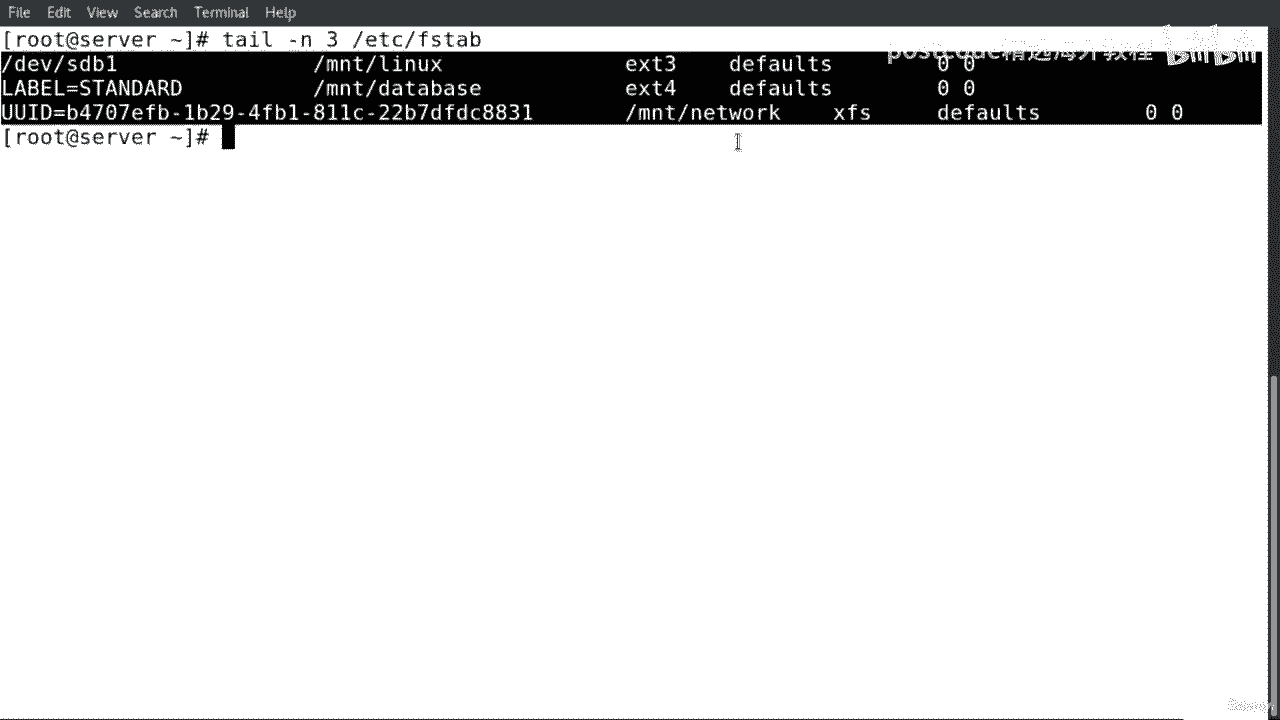 File Edit View Search Terminal Help
[root@server ~]# tail -n 3 /etc/fstab
postcode精选海外教程 bilibili
/dev/sdb1 /mnt/linux ext3 defaults 0 0
LABEL=STANDARD /mnt/database ext4 defaults 0 0
UUID=b4707efb-1b29-4fb1-811c-22b7dfdc8831 /mnt/network xfs defaults 0 0
[root@server ~]#